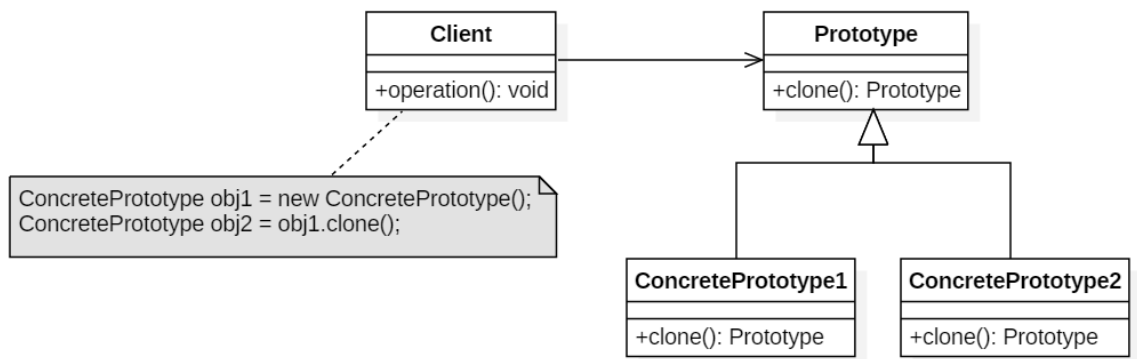 Client
+operation(): void
Prototype
+clone(): Prototype
ConcretePrototype obj1 = new ConcretePrototype();
ConcretePrototype obj2 = obj1.clone();
ConcretePrototype1
+clone(): Prototype
ConcretePrototype2
+clone(): Prototype